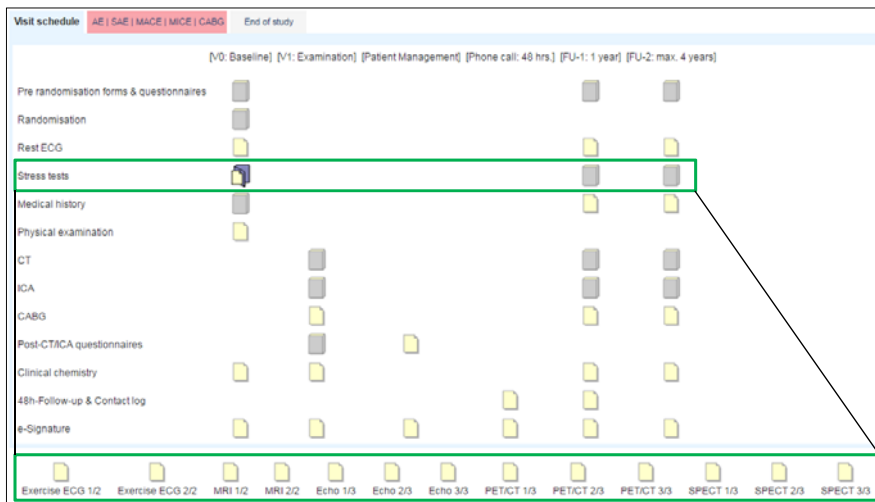 Visit schedule AE | SAE | MACE | MICE | CABG End of study
[V0: Baseline] [V1: Examination] [Patient Management] [Phone call: 48 hrs.] [FU-1: 1 year] [FU-2: max. 4 years]
Pre randomisation forms & questionnaires
Randomisation
Rest ECG
Stress tests
Medical history
Physical examination
CT
ICA
CABG
Post-CT/ICA questionnaires
Clinical chemistry
48h-Follow-up & Contact log
e-Signature
Exercise ECG 1/2 Exercise ECG 2/2 MRI 1/2 MRI 2/2 Echo 1/3 Echo 2/3 Echo 3/3 PET/CT 1/3 PET/CT 2/3 PET/CT 3/3 SPECT 1/3 SPECT 2/3 SPECT 3/3